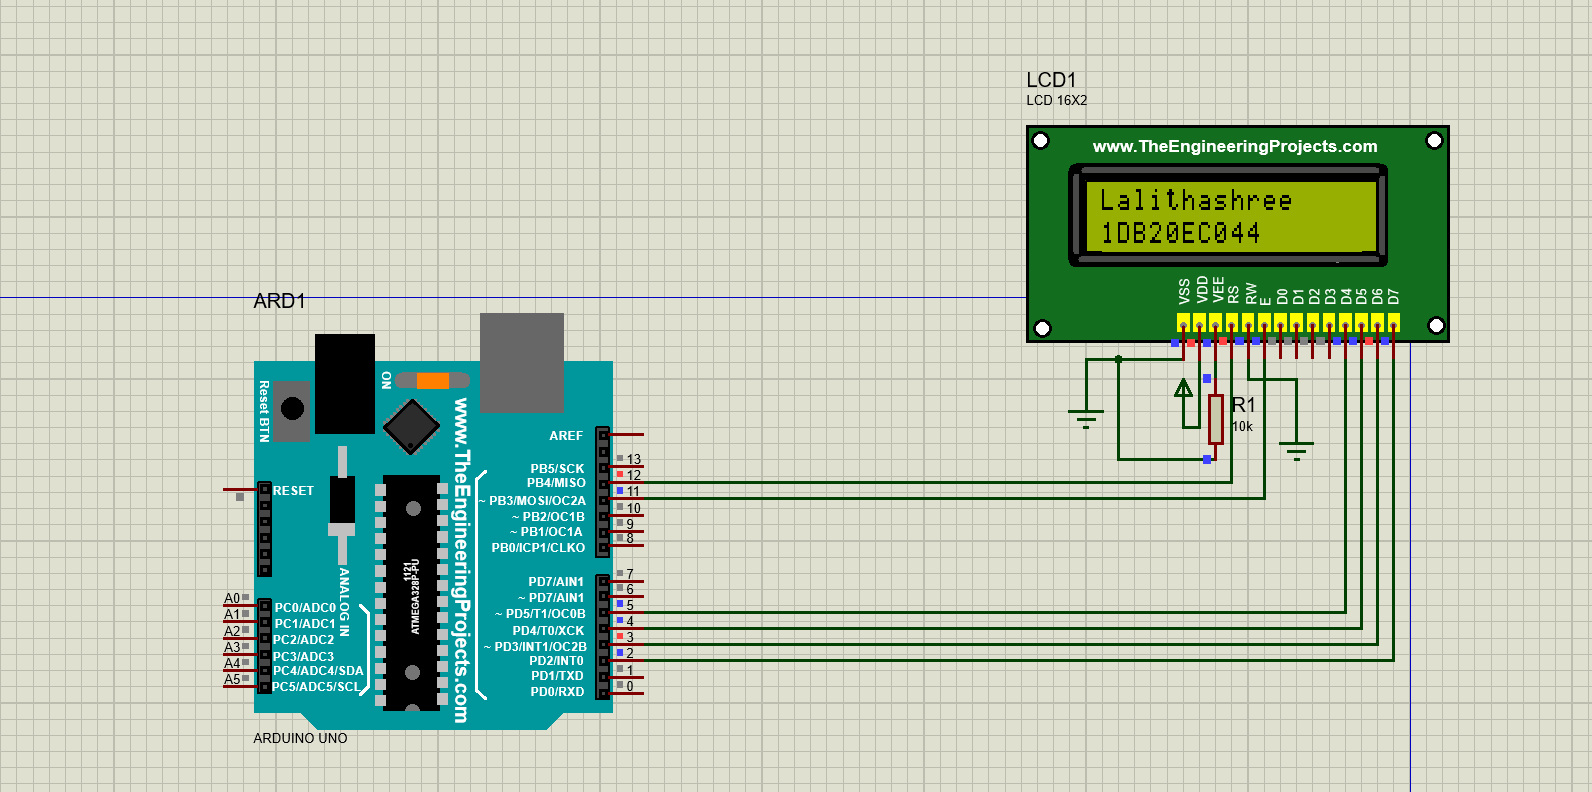 LCD1
LCD 16X2
www.TheEngineeringProjects.com
Lalithashree
1DB20EC044
VSS
VDD
VEE
RS
RW
E
D0
D1
D2
D3
D4
D5
D6
D7
R1
10k
ARD1
ON
Reset BTN
www.TheEngineeringProjects.com
AREF
PB5/SCK 13
PB4/MISO 12
~ PB3/MOSI/OC2A 11
~ PB2/OC1B 10
~ PB1/OC1A 9
PB0/ICP1/CLKO 8
RESET
1121
ATMEGA328P-PU
ANALOG IN
PD7/AIN1 7
~ PD7/AIN1 6
~ PD5/T1/OC0B 5
PD4/T0/XCK 4
~ PD3/INT1/OC2B 3
PD2/INT0 2
PD1/TXD 1
PD0/RXD 0
A0 PC0/ADC0
A1 PC1/ADC1
A2 PC2/ADC2
A3 PC3/ADC3
A4 PC4/ADC4/SDA
A5 PC5/ADC5/SCL
ARDUINO UNO